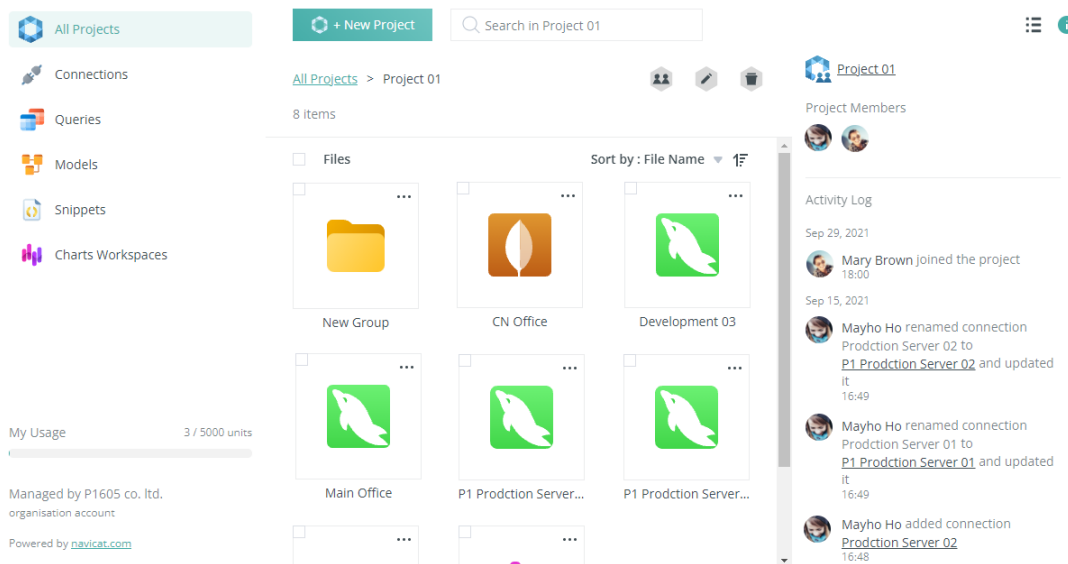 All Projects
Connections
Queries
Models
Snippets
Charts Workspaces
My Usage 3 / 5000 units
Managed by P1605 co. ltd.
organisation account
Powered by navicat.com
+ New Project
Search in Project 01
All Projects > Project 01
8 items
Files Sort by : File Name
New Group
CN Office
Development 03
Main Office
P1 Prodction Server...
P1 Prodction Server...
Project 01
Project Members
Activity Log
Sep 29, 2021
Mary Brown joined the project
18:00
Sep 15, 2021
Mayho Ho renamed connection
Prodction Server 02 to
P1 Prodction Server 02 and updated
it
16:49
Mayho Ho renamed connection
Prodction Server 01 to
P1 Prodction Server 01 and updated
it
16:49
Mayho Ho added connection
Prodction Server 02
16:48